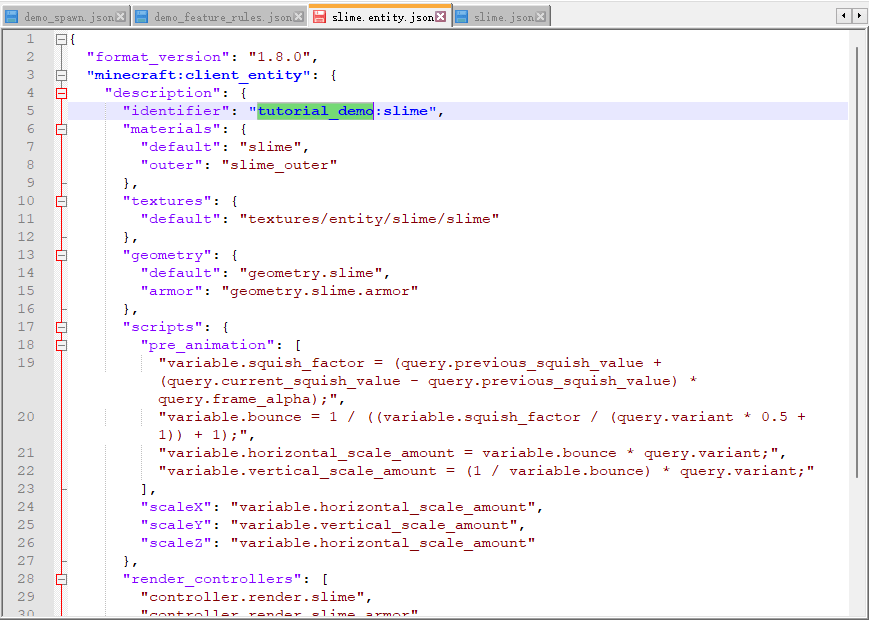 demo_spawn.json demo_feature_rules.json slime.entity.json slime.json
1 {
2 "format_version": "1.8.0",
3 "minecraft:client_entity": {
4 "description": {
5 "identifier": "tutorial_demo:slime",
6 "materials": {
7 "default": "slime",
8 "outer": "slime_outer"
9 },
10 "textures": {
11 "default": "textures/entity/slime/slime"
12 },
13 "geometry": {
14 "default": "geometry.slime",
15 "armor": "geometry.slime.armor"
16 },
17 "scripts": {
18 "pre_animation": [
19 "variable.squish_factor = (query.previous_squish_value +
(query.current_squish_value - query.previous_squish_value) *
query.frame_alpha);",
20 "variable.bounce = 1 / ((variable.squish_factor / (query.variant * 0.5 +
1)) + 1);",
21 "variable.horizontal_scale_amount = variable.bounce * query.variant;",
22 "variable.vertical_scale_amount = (1 / variable.bounce) * query.variant;"
23 ],
24 "scaleX": "variable.horizontal_scale_amount",
25 "scaleY": "variable.vertical_scale_amount",
26 "scaleZ": "variable.horizontal_scale_amount"
27 },
28 "render_controllers": [
29 "controller.render.slime",
30 "controller.render.slime.armor"